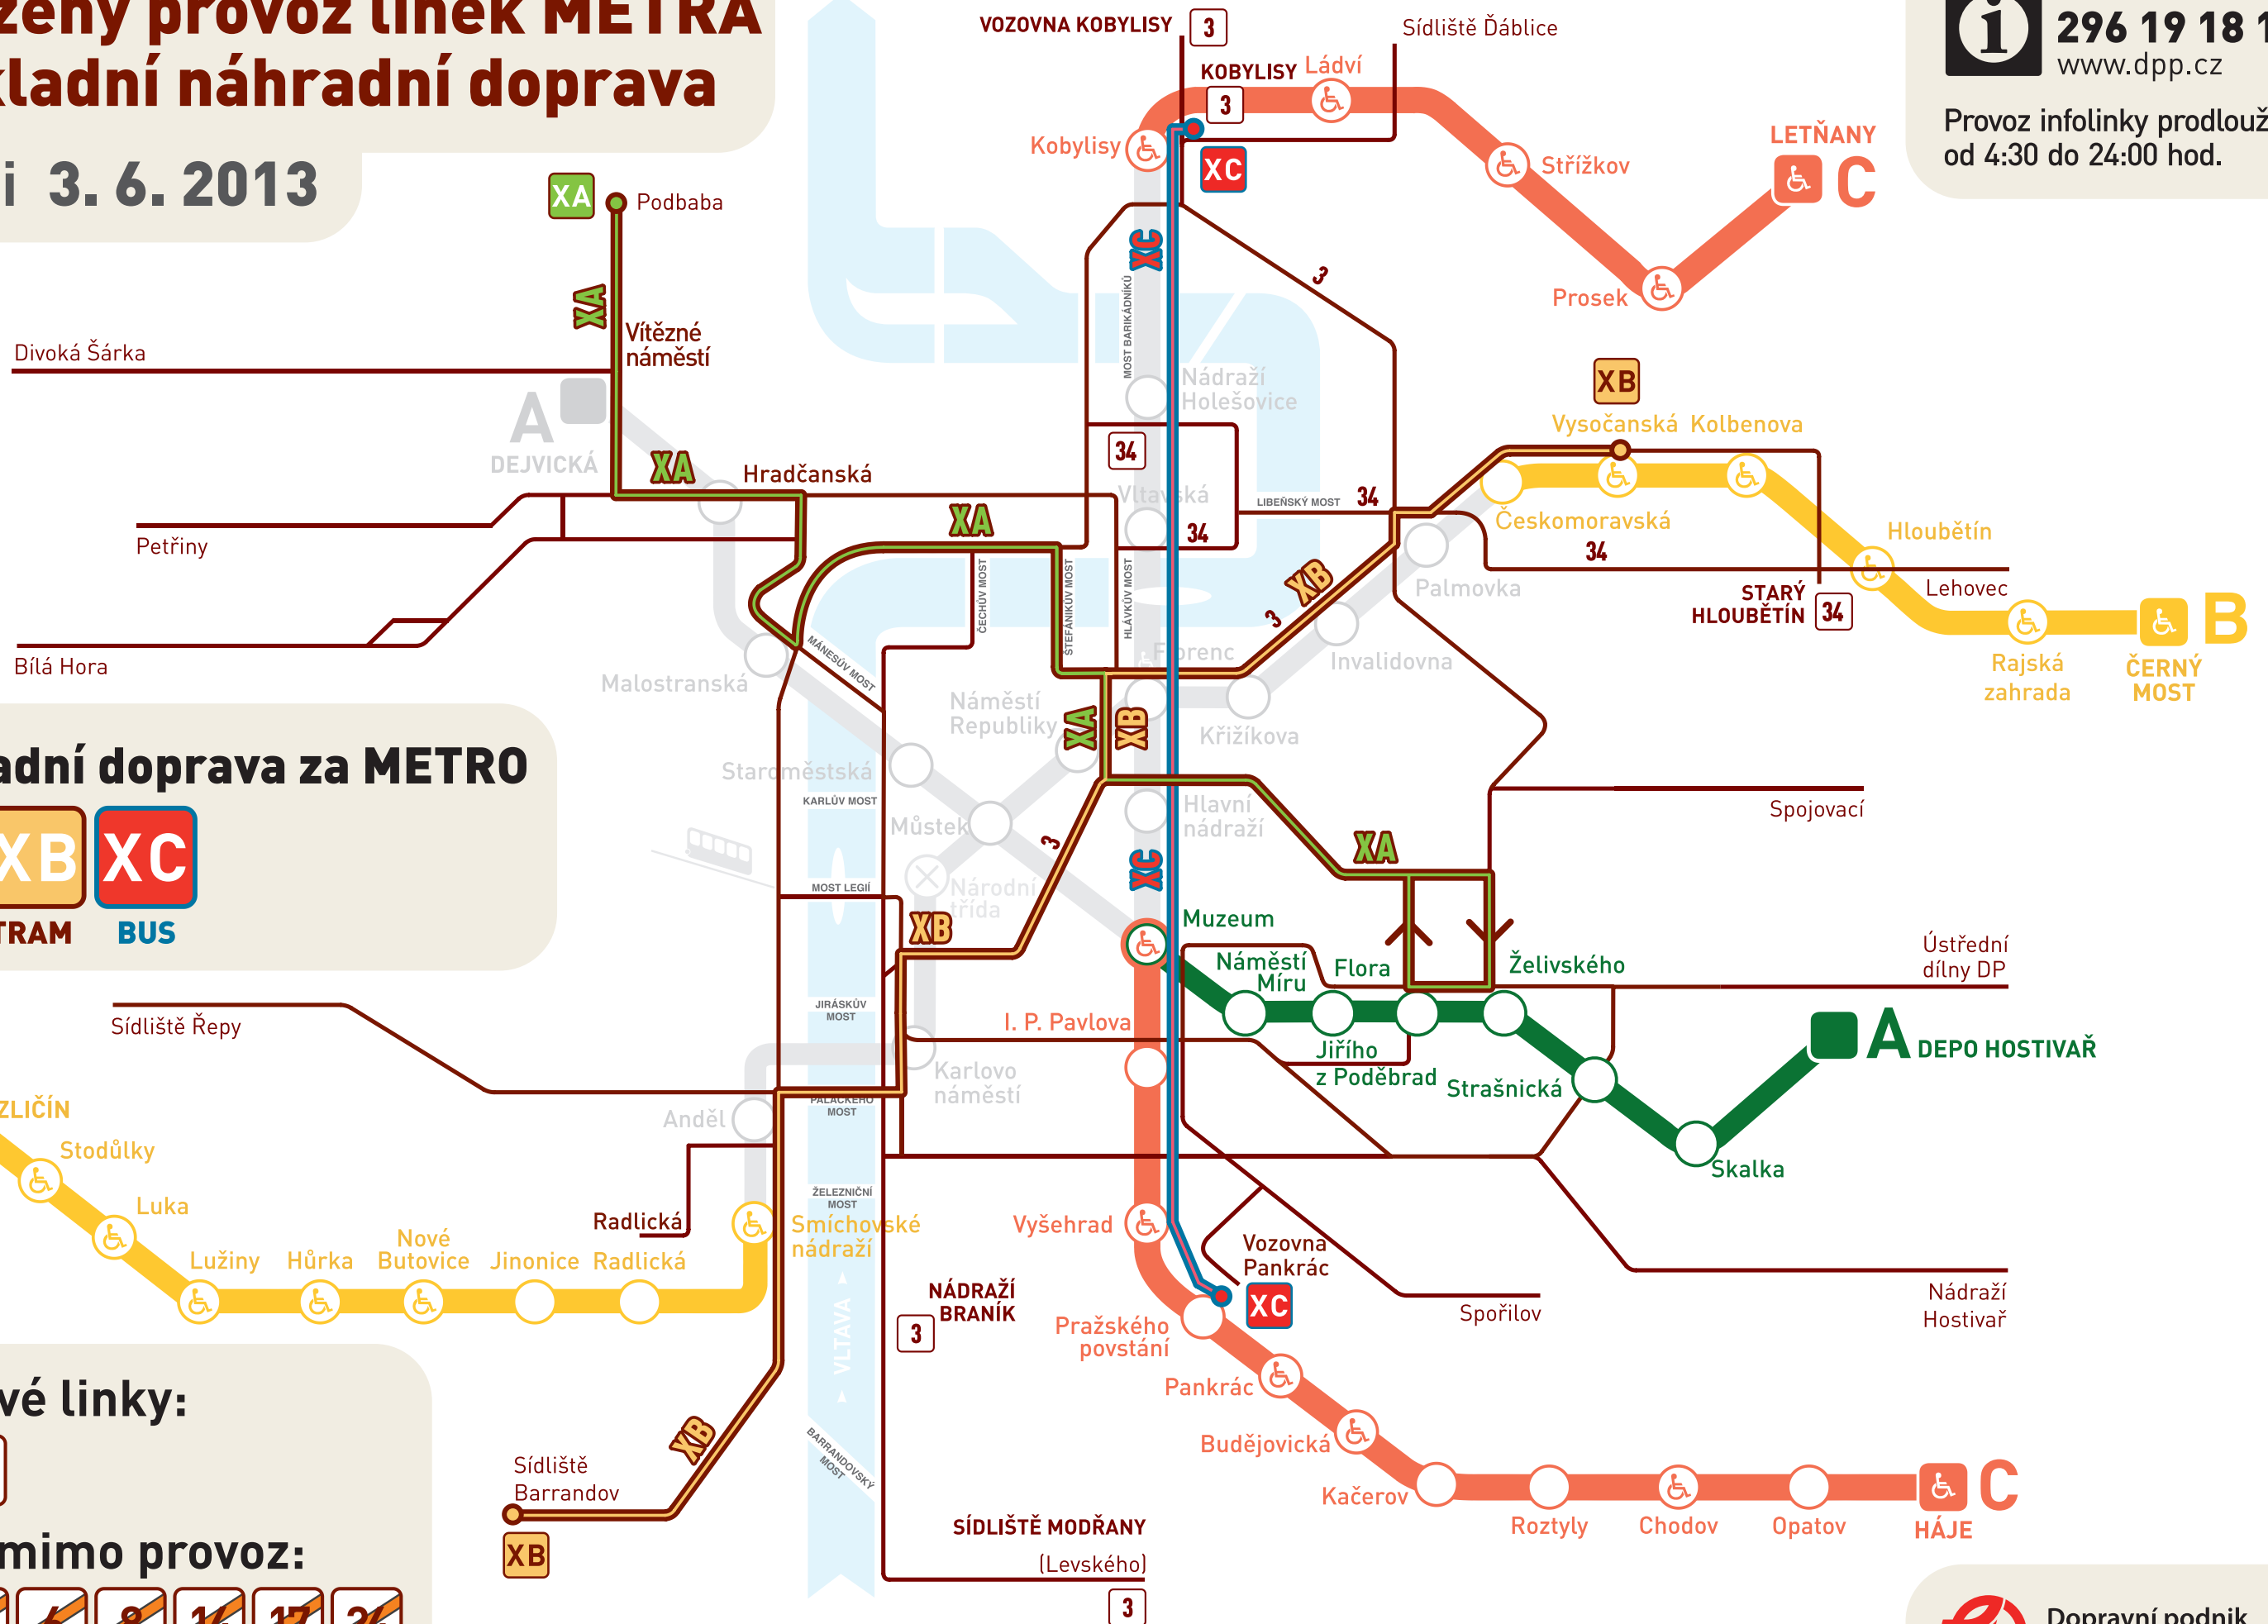 zený provoz linek METRA
kladní náhradní doprava
i 3. 6. 2013
296 19 18 1
www.dpp.cz
Provoz infolinky prodlouž
od 4:30 do 24:00 hod.
VOZOVNA KOBYLISY 3
Sídliště Ďáblice
KOBYLISY
3
Ládví
Kobylisy
XC
Střížkov
LETŇANY
C
Prosek
XA
Podbaba
XA
Vítězné
náměstí
Divoká Šárka
A
DEJVICKÁ
XA
Hradčanská
Petřiny
Bílá Hora
XC
3
MOST BARIKÁDNÍKŮ
Nádraží
Holešovice
34
Vltavská
34
LIBEŇSKÝ MOST
34
XB
Vysočanská
Kolbenova
Českomoravská
Hloubětín
34
Lehovec
STARÝ
HLOUBĚTÍN
34
B
Rajská
zahrada
ČERNÝ
MOST
Palmovka
Invalidovna
XA
ČECHŮV MOST
ŠTEFÁNIKŮV MOST
HLÁVKŮV MOST
XB
3
Florenc
Křižíkova
MÁNESŮV MOST
Malostranská
Náměstí
Republiky
XA
XB
Staroměstská
KARLŮV MOST
Můstek
Hlavní
nádraží
3
XA
Spojovací
XC
MOST LEGIÍ
Národní
třída
XB
Muzeum
Náměstí
Míru
Flora
Želivského
Ústřední
dílny DP
adní doprava za METRO
XB
XC
TRAM
BUS
Sídliště Řepy
JIRÁSKŮV
MOST
I. P. Pavlova
Jiřího
z Poděbrad
Strašnická
A DEPO HOSTIVAŘ
Skalka
Karlovo
náměstí
PALACKÉHO
MOST
Anděl
ZLIČÍN
Stodůlky
Luka
Lužiny
Hůrka
Nové
Butovice
Jinonice
Radlická
Radlická
ŽELEZNIČNÍ
MOST
Smíchovské
nádraží
VLTAVA
Vyšehrad
Vozovna
Pankrác
XC
NÁDRAŽÍ
BRANÍK
3
Pražského
povstání
Spořilov
Nádraží
Hostivař
Pankrác
Budějovická
Kačerov
Roztyly
Chodov
Opatov
HÁJE
C
vé linky:
mimo provoz:
6
8
14
17
24
XB
Sídliště
Barrandov
XB
BARRANDOVSKÝ
MOST
SÍDLIŠTĚ MODŘANY
(Levského)
3
Dopravní podnik